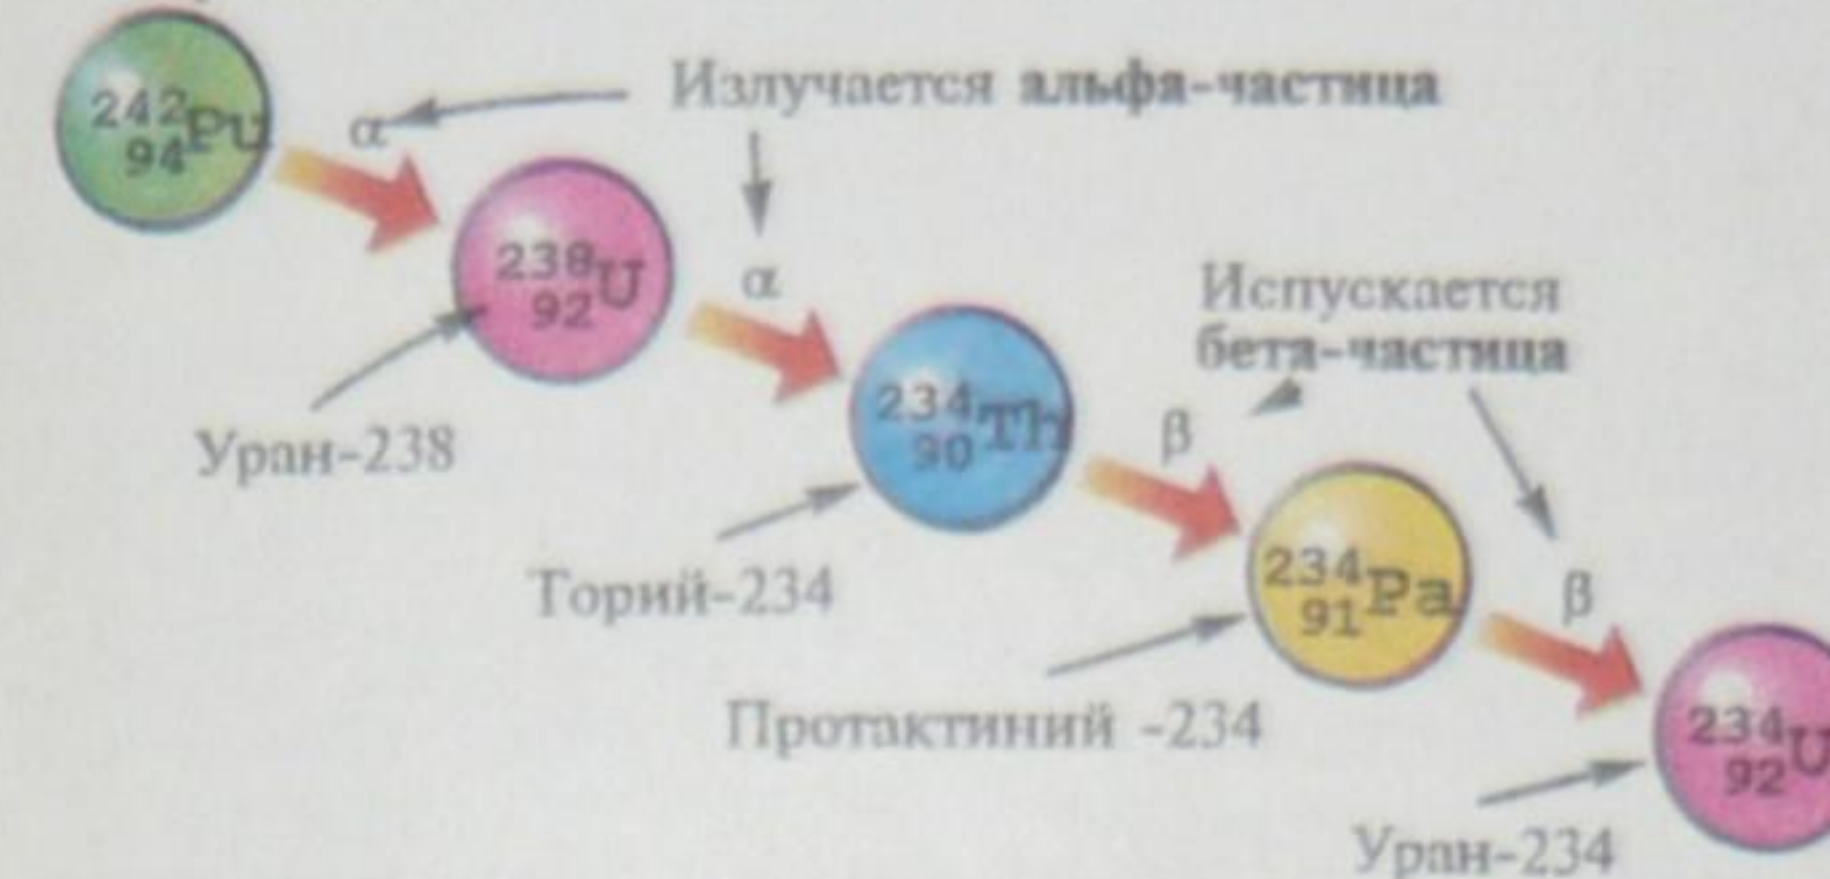 242
94 Pu
α
Излучается альфа-частица
238
92 U
α
Уран-238
Испускается
бета-частица
234
90 Th
β
Торий-234
234
91 Pa
β
Протактиний -234
234
92 U
Уран-234